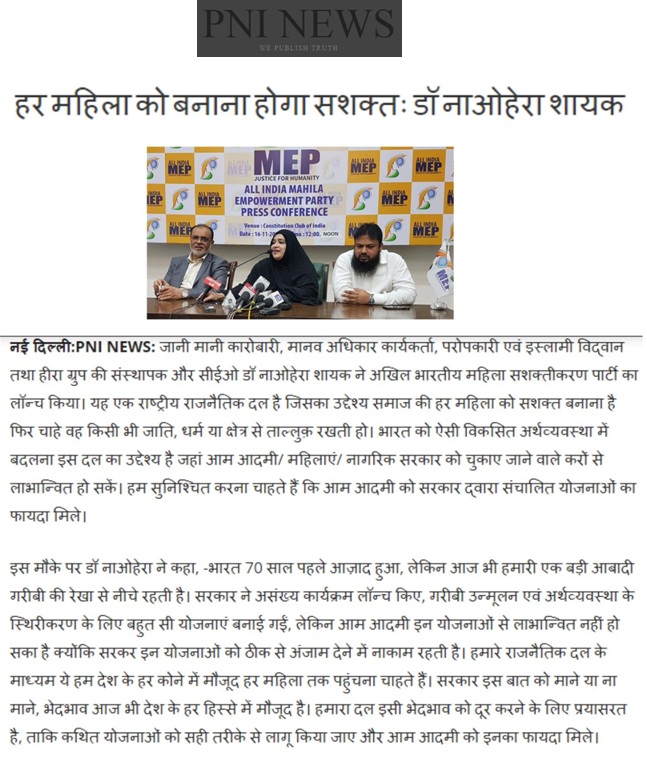 PNI NEWS
WE PUBLISH TRUTH
हर महिला को बनाना होगा सशक्तः डॉ नाओहेरा शायक
MEP
JUSTICE FOR HUMANITY
ALL INDIA MAHILA
EMPOWERMENT PARTY
PRESS CONFERENCE
Venue : Constitution Club of India
Date : 16-11-20 :12:00. NOON
ALL INDIA
MEP
नई दिल्ली:PNI NEWS: जानी मानी कारोबारी, मानव अधिकार कार्यकर्ता, परोपकारी एवं इस्लामी विद्वान
तथा हीरा ग्रुप की संस्थापक और सीईओ डॉ नाओहेरा शायक ने अखिल भारतीय महिला सशक्तीकरण पार्टी का
लॉन्च किया। यह एक राष्ट्रीय राजनैतिक दल है जिसका उद्देश्य समाज की हर महिला को सशक्त बनाना है
फिर चाहे वह किसी भी जाति, धर्म या क्षेत्र से ताल्लुक़ रखती हो। भारत को ऐसी विकसित अर्थव्यवस्था में
बदलना इस दल का उद्देश्य है जहां आम आदमी/ महिलाएं/ नागरिक सरकार को चुकाए जाने वाले करों से
लाभान्वित हो सकें। हम सुनिश्चित करना चाहते हैं कि आम आदमी को सरकार द्वारा संचालित योजनाओं का
फायदा मिले।
इस मौके पर डॉ नाओहेरा ने कहा, -भारत 70 साल पहले आज़ाद हुआ, लेकिन आज भी हमारी एक बड़ी आबादी
गरीबी की रेखा से नीचे रहती है। सरकार ने असंख्य कार्यक्रम लॉन्च किए, गरीबी उन्मूलन एवं अर्थव्यवस्था के
स्थिरीकरण के लिए बहुत सी योजनाएं बनाई गईं, लेकिन आम आदमी इन योजनाओं से लाभान्वित नहीं हो
सका है क्योंकि सरकर इन योजनाओं को ठीक से अंजाम देने में नाकाम रहती है। हमारे राजनैतिक दल के
माध्यम ये हम देश के हर कोने में मौजूद हर महिला तक पहुंचना चाहते हैं। सरकार इस बात को माने या ना
माने, भेदभाव आज भी देश के हर हिस्से में मौजूद है। हमारा दल इसी भेदभाव को दूर करने के लिए प्रयासरत
है, ताकि कथित योजनाओं को सही तरीके से लागू किया जाए और आम आदमी को इनका फायदा मिले।